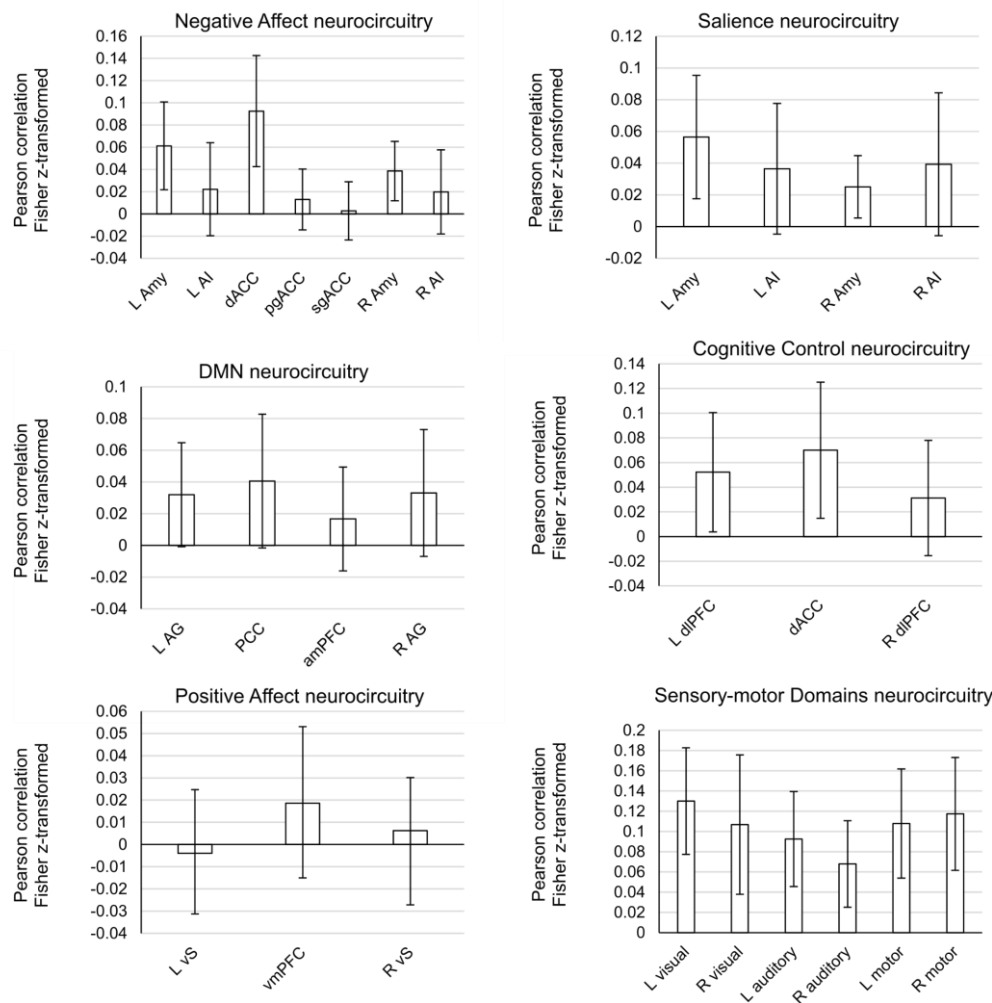 Negative Affect neurocircuitry
Pearson correlation
Fisher z-transformed
0.16
0.14
0.12
0.1
0.08
0.06
0.04
0.02
0
-0.02
-0.04
L Amy
L AI
dACC
pgACC
sgACC
R Amy
R AI
Salience neurocircuitry
Pearson correlation
Fisher z-transformed
0.12
0.1
0.08
0.06
0.04
0.02
0
-0.02
L Amy
L AI
R Amy
R AI
DMN neurocircuitry
Pearson correlation
Fisher z-transformed
0.1
0.08
0.06
0.04
0.02
0
-0.02
-0.04
L AG
PCC
amPFC
R AG
Cognitive Control neurocircuitry
Pearson correlation
Fisher z-transformed
0.14
0.12
0.1
0.08
0.06
0.04
0.02
0
-0.02
-0.04
L dlPFC
dACC
R dlPFC
Positive Affect neurocircuitry
Pearson correlation
Fisher z-transformed
0.06
0.05
0.04
0.03
0.02
0.01
0
-0.01
-0.02
-0.03
-0.04
L vS
vmPFC
R vS
Sensory-motor Domains neurocircuitry
Pearson correlation
Fisher z-transformed
0.2
0.18
0.16
0.14
0.12
0.1
0.08
0.06
0.04
0.02
0
L visual
R visual
L auditory
R auditory
L motor
R motor